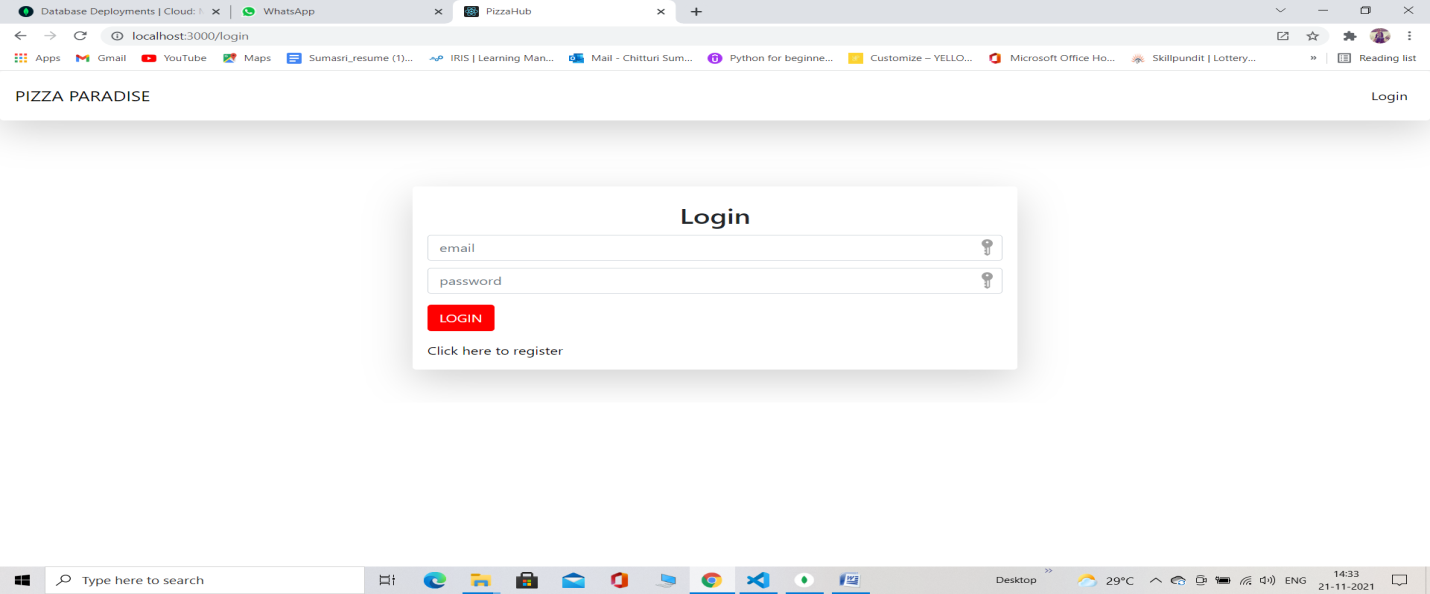 Database Deployments | Cloud:
WhatsApp
PizzaHub
localhost:3000/login
Apps Gmail YouTube Maps Sumasri_resume (1)... IRIS | Learning Man... Mail - Chitturi Sum... Python for beginne... Customize – YELLO... Microsoft Office Ho... Skillpundit | Lottery... » Reading list
PIZZA PARADISE
Login
Login
email
password
LOGIN
Click here to register
Type here to search
Desktop » 29°C ENG
14:33
21-11-2021